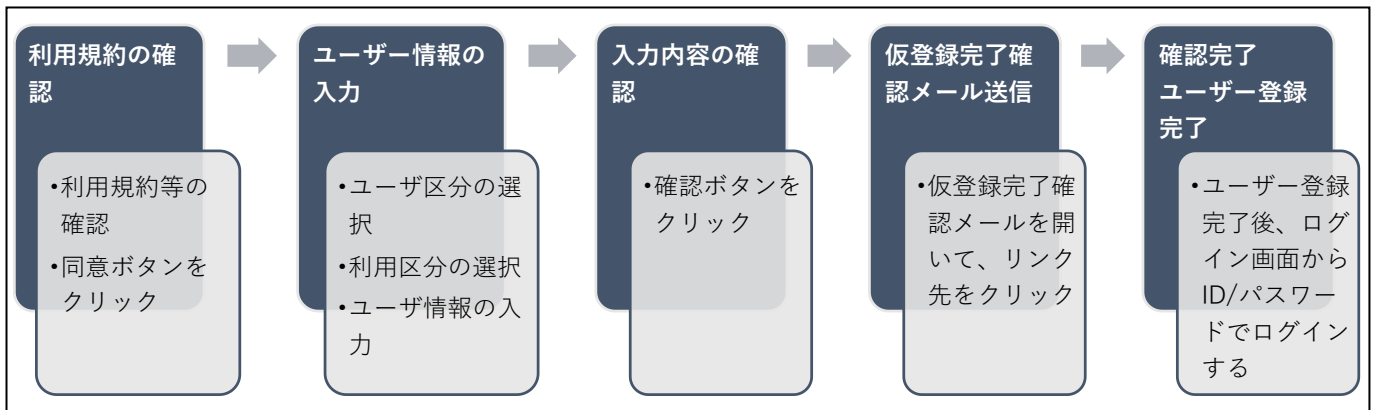 利用規約の確
認
•利用規約等の
確認
•同意ボタンを
クリック
ユーザー情報の
入力
•ユーザ区分の選
択
•利用区分の選択
•ユーザ情報の入
力
入力内容の確
認
•確認ボタンを
クリック
仮登録完了確
認メール送信
•仮登録完了確
認メールを開
いて、リンク
先をクリック
確認完了
ユーザー登録
完了
•ユーザー登録
完了後、ログ
イン画面から
ID/パスワー
ドでログイン
する